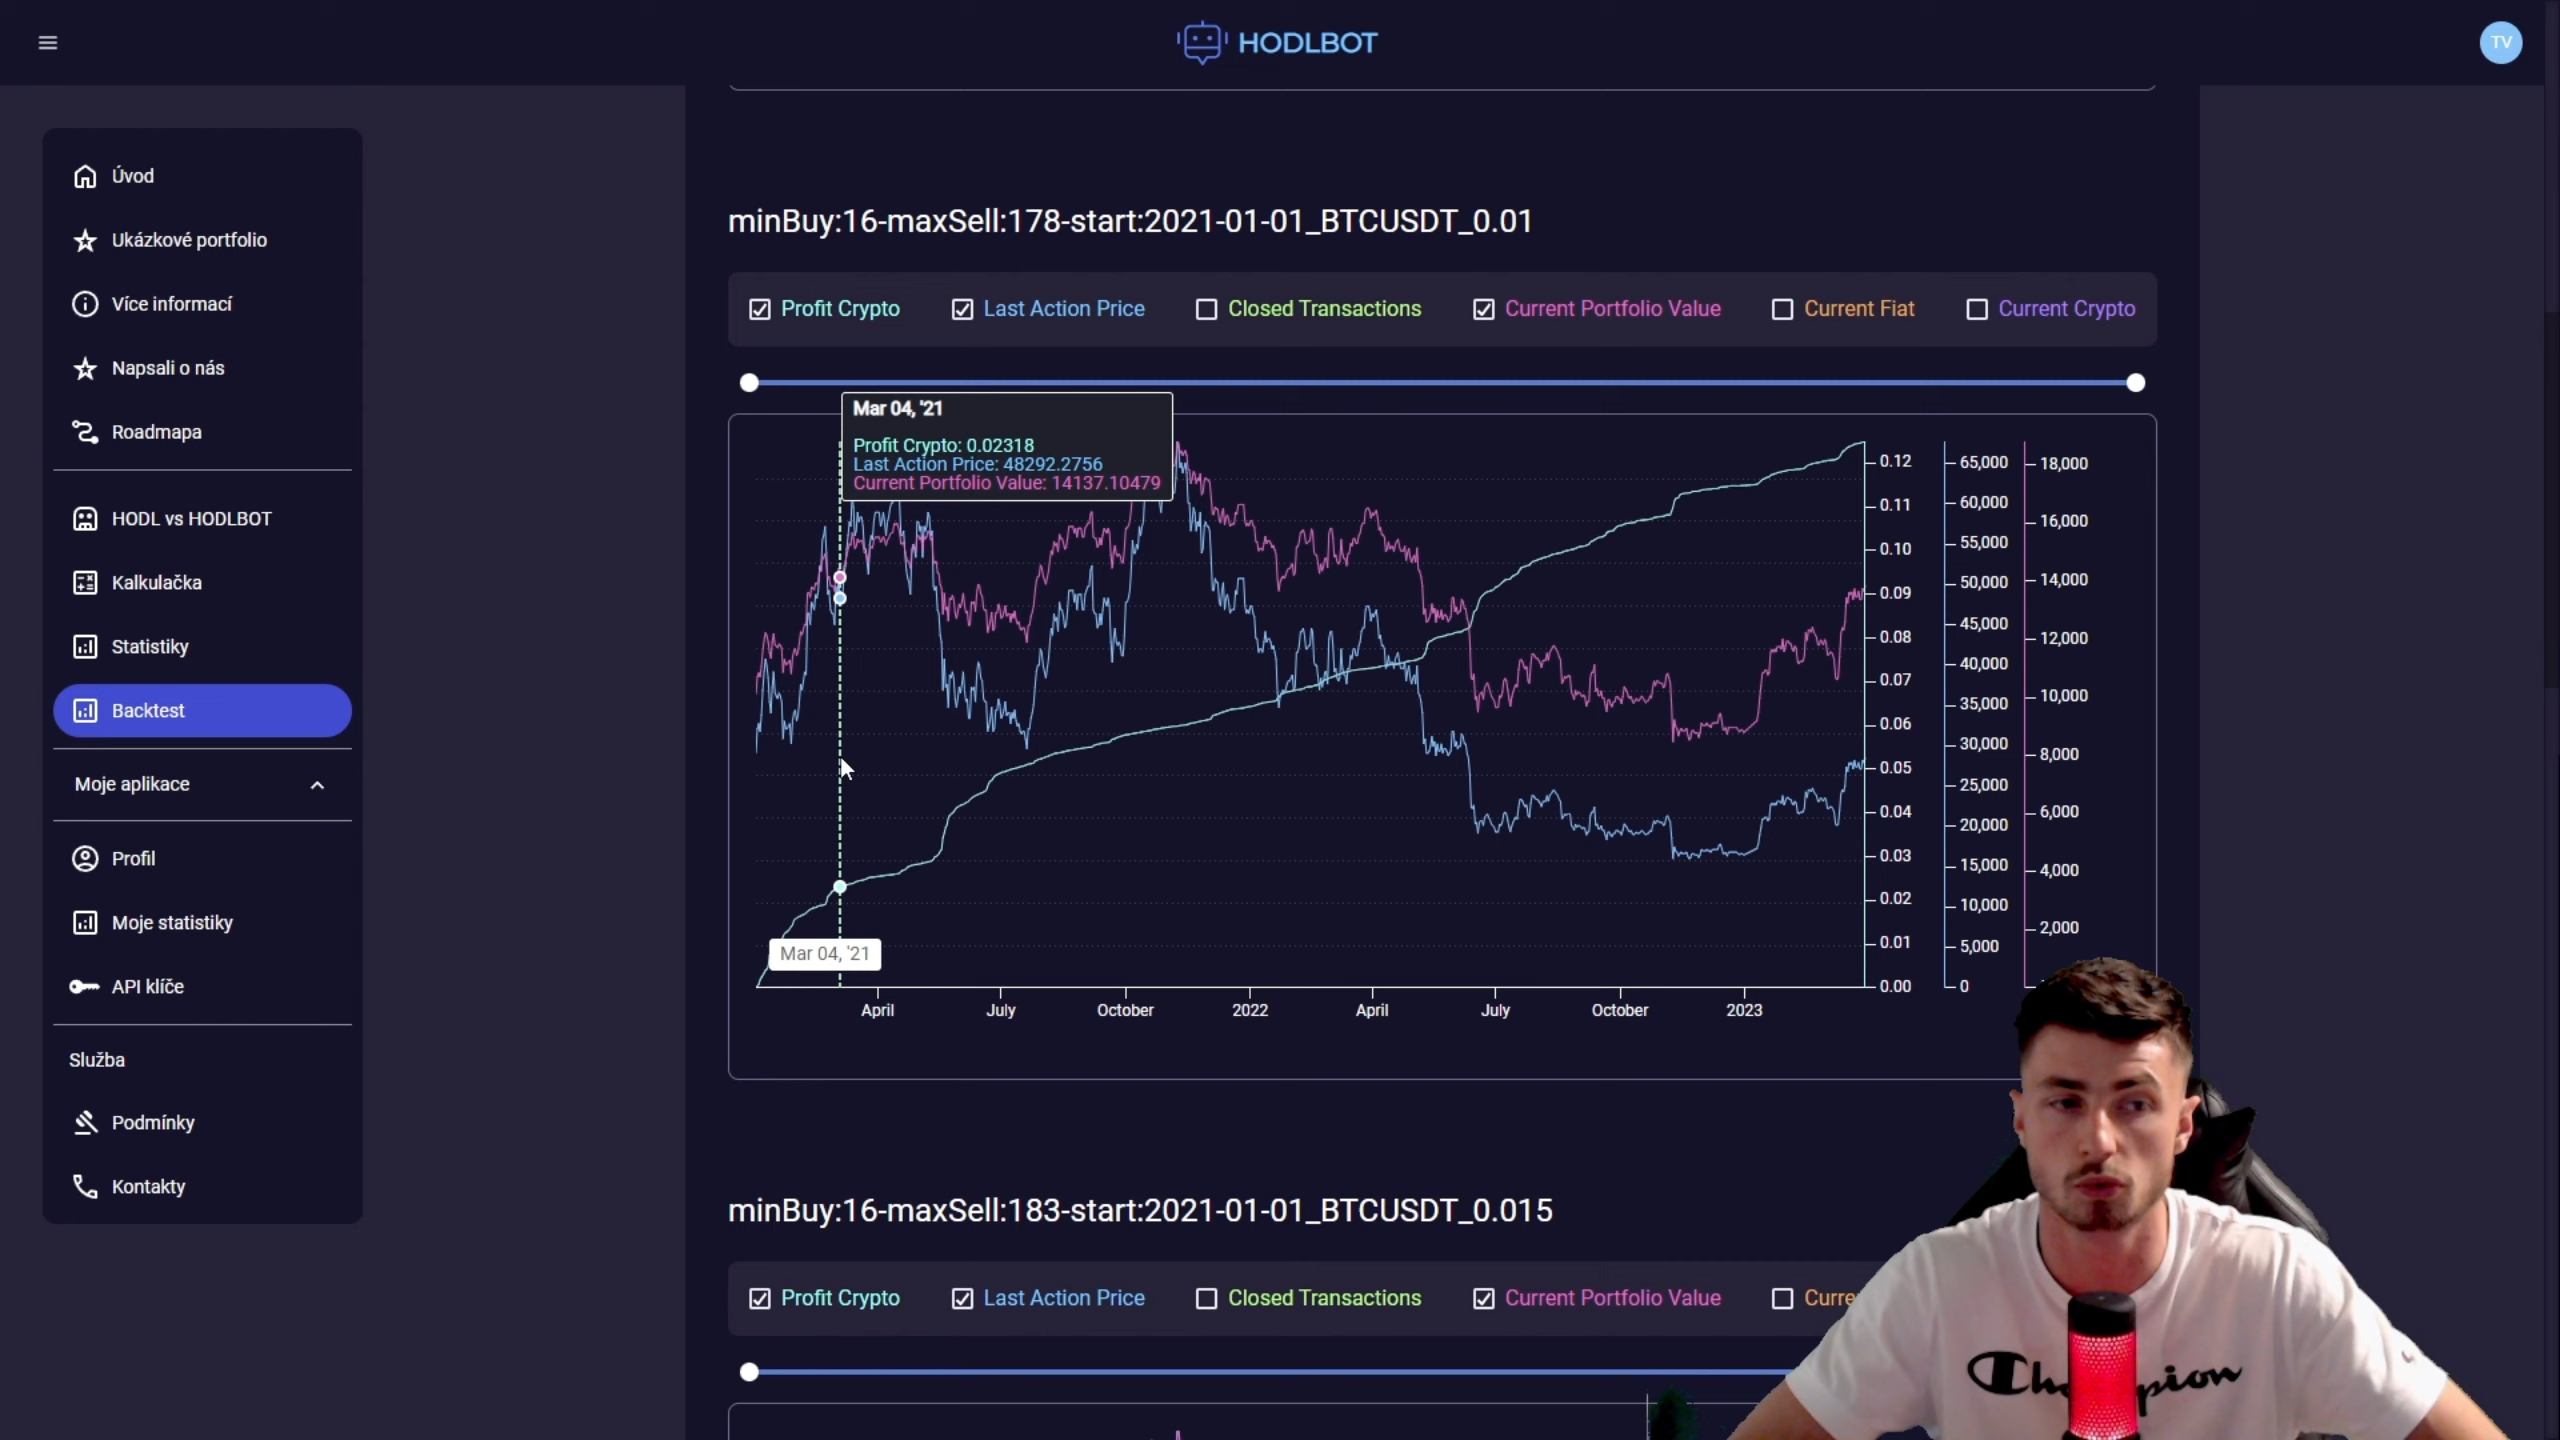 HODLBOT
TV
Úvod
Ukázkové portfolio
Více informací
Napsali o nás
Roadmapa
HODL vs HODLBOT
Kalkulačka
Statistiky
Backtest
Moje aplikace
Profil
Moje statistiky
API klíče
Služba
Podmínky
Kontakty
minBuy:16-maxSell:178-start:2021-01-01_BTCUSDT_0.01
Profit Crypto Last Action Price Closed Transactions Current Portfolio Value Current Fiat Current Crypto
Mar 04, '21
Profit Crypto: 0.02318
Last Action Price: 48292.2756
Current Portfolio Value: 14137.10479
0.12 65,000 18,000
0.11 60,000
0.10 55,000 16,000
0.09 50,000 14,000
0.08 45,000 12,000
0.07 40,000
0.06 35,000 10,000
0.05 30,000 8,000
0.04 25,000 6,000
0.03 20,000
0.02 15,000 4,000
0.01 10,000 2,000
0.00 5,000
0
Mar 04, '21
April July October 2022 April July October 2023
minBuy:16-maxSell:183-start:2021-01-01_BTCUSDT_0.015
Profit Crypto Last Action Price Closed Transactions Current Portfolio Value Curre